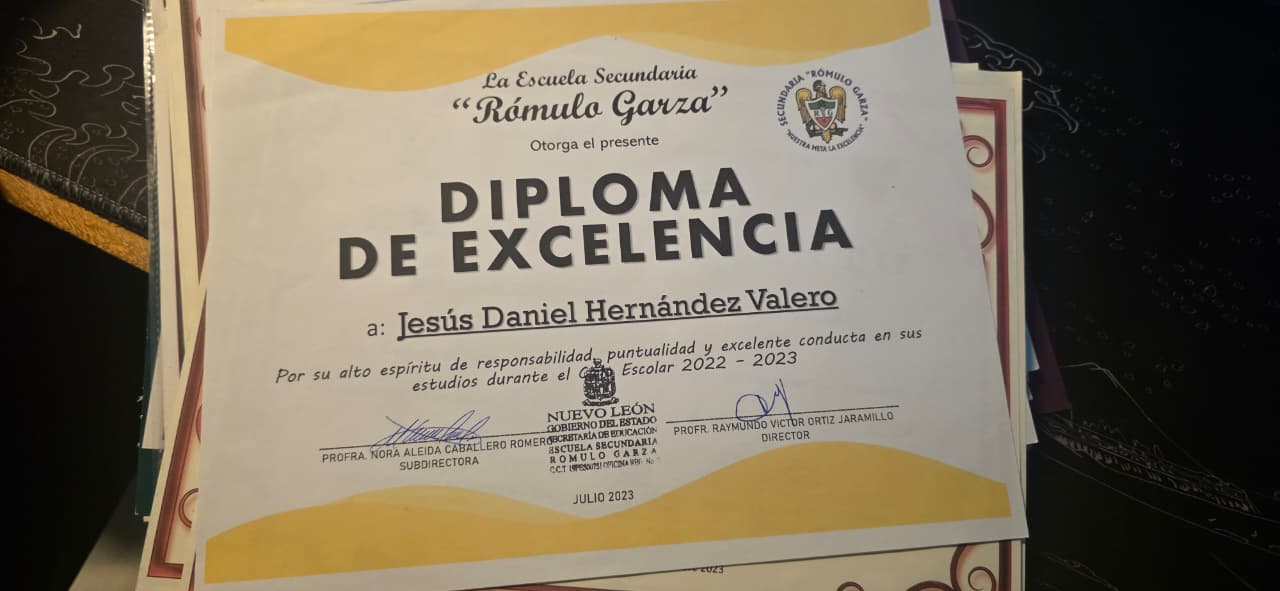 La Escuela Secundaria
“Rómulo Garza”
Otorga el presente
SECUNDARIA "RÓMULO GARZA"
"NUESTRA META LA EXCELENCIA"
DIPLOMA
DE EXCELENCIA
a: Jesús Daniel Hernández Valero
Por su alto espíritu de responsabilidad, puntualidad y excelente conducta en sus
estudios durante el Escolar 2022 - 2023
NUEVO LEÓN
GOBIERNO DEL ESTADO
SECRETARÍA DE EDUCACIÓN
ESCUELA SECUNDARIA
ROMULO GARZA
C.C.T.
PROFRA. NORA ALEIDA CABALLERO ROMERO
SUBDIRECTORA
PROFR. RAYMUNDO VICTOR ORTIZ JARAMILLO
DIRECTOR
JULIO 2023
2023